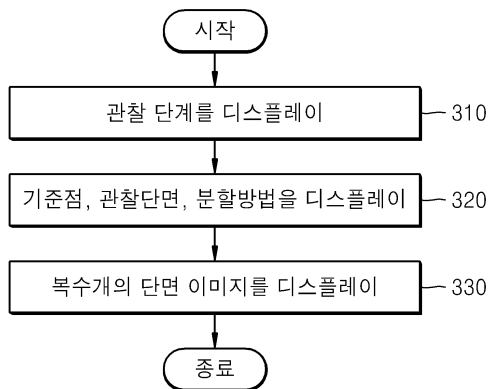 시작
관찰 단계를 디스플레이
310
기준점, 관찰단면, 분할방법을 디스플레이
320
복수개의 단면 이미지를 디스플레이
330
종료